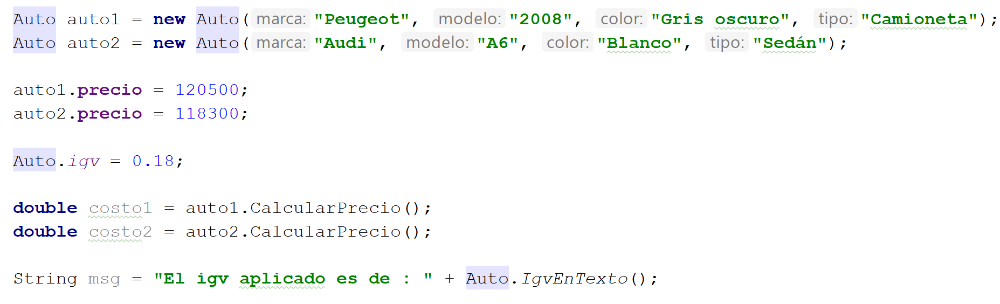 Auto auto1 = new Auto( marca: "Peugeot", modelo: "2008", color: "Gris oscuro", tipo: "Camioneta");
Auto auto2 = new Auto( marca: "Audi", modelo: "A6", color: "Blanco", tipo: "Sedán");
auto1.precio = 120500;
auto2.precio = 118300;
Auto.igv = 0.18;
double costo1 = auto1.CalcularPrecio();
double costo2 = auto2.CalcularPrecio();
String msg = "El igv aplicado es de : " + Auto.IgvEnTexto();